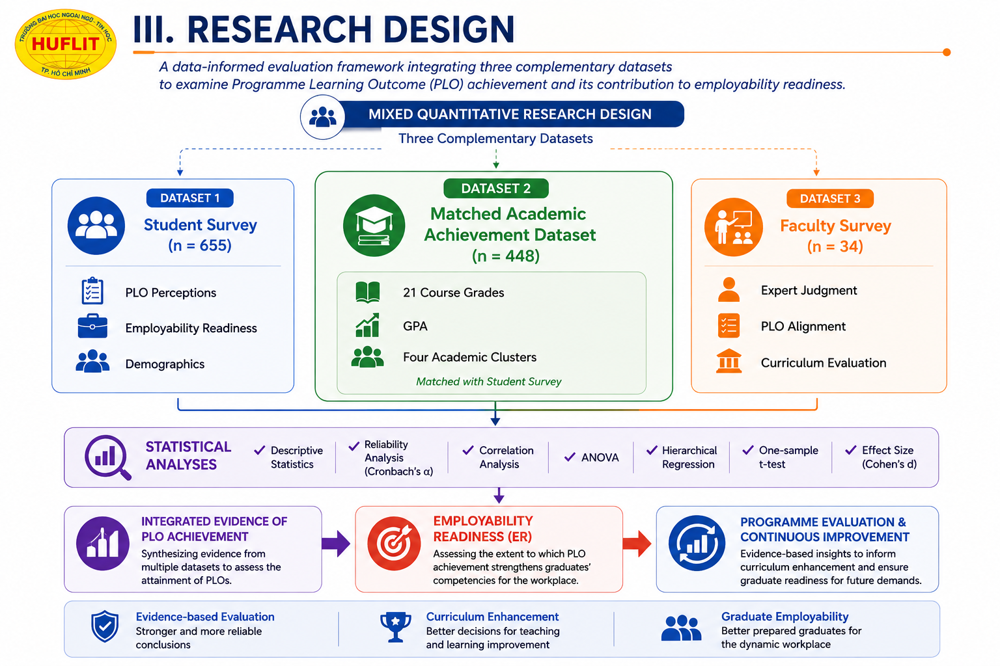 TRƯỜNG ĐẠI HỌC NGOẠI NGỮ - TIN HỌC
HUFLIT
TP. HỒ CHÍ MINH
III. RESEARCH DESIGN
A data-informed evaluation framework integrating three complementary datasets
to examine Programme Learning Outcome (PLO) achievement and its contribution to employability readiness.
MIXED QUANTITATIVE RESEARCH DESIGN
Three Complementary Datasets
DATASET 1
Student Survey
(n = 655)
PLO Perceptions
Employability Readiness
Demographics
DATASET 2
Matched Academic
Achievement Dataset
(n = 448)
21 Course Grades
GPA
Four Academic Clusters
Matched with Student Survey
DATASET 3
Faculty Survey
(n = 34)
Expert Judgment
PLO Alignment
Curriculum Evaluation
STATISTICAL
ANALYSES
Descriptive
Statistics
Reliability
Analysis
(Cronbach's α)
Correlation
Analysis
ANOVA
Hierarchical
Regression
One-sample
t-test
Effect Size
(Cohen's d)
INTEGRATED EVIDENCE OF
PLO ACHIEVEMENT
Synthesizing evidence from
multiple datasets to assess the
attainment of PLOs.
EMPLOYABILITY
READINESS (ER)
Assessing the extent to which PLO
achievement strengthens graduates'
competencies for the workplace.
PROGRAMME EVALUATION &
CONTINUOUS IMPROVEMENT
Evidence-based insights to inform
curriculum enhancement and ensure
graduate readiness for future demands.
Evidence-based Evaluation
Stronger and more reliable
conclusions
Curriculum Enhancement
Better decisions for teaching
and learning improvement
Graduate Employability
Better prepared graduates for
the dynamic workplace